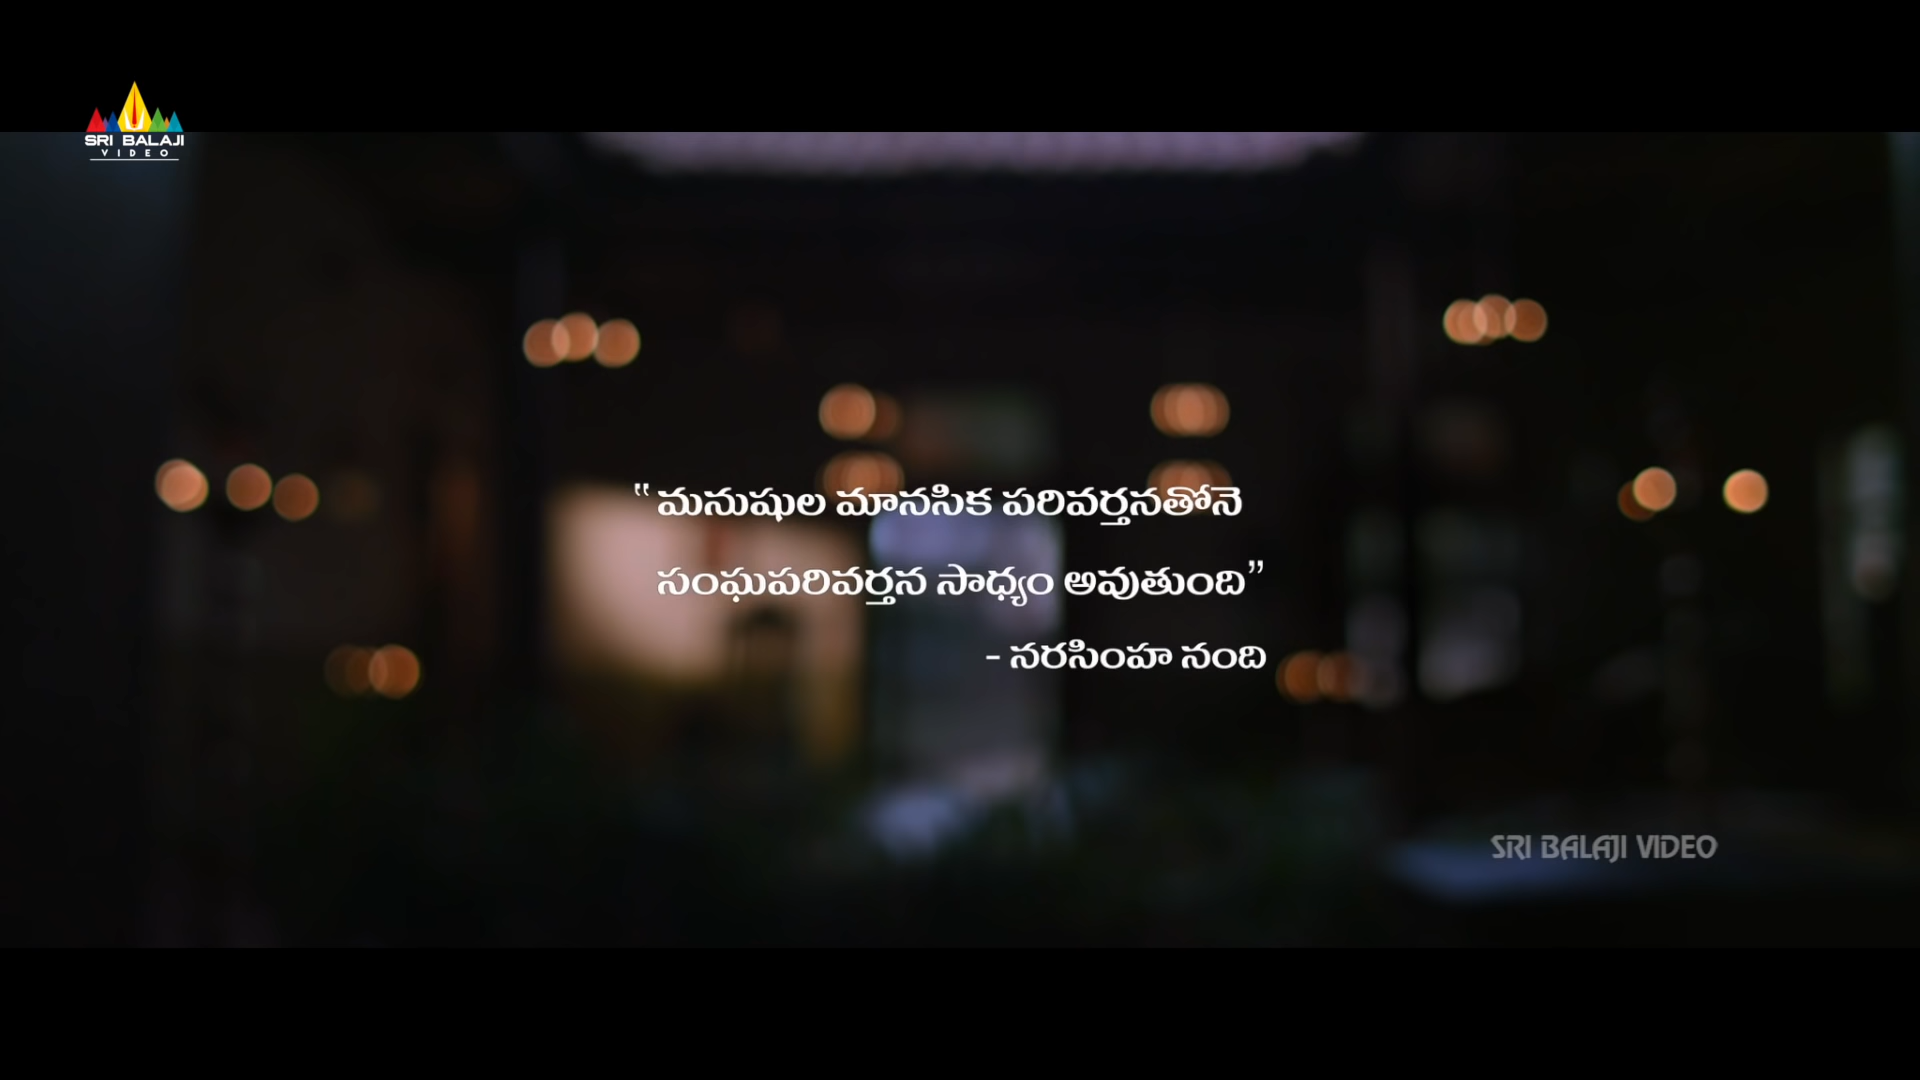 SRI BALAJI
VIDEO
“మనుషుల మానసిక పరివర్తనతోనె
సంఘపరివర్తన సాధ్యం అవుతుంది”
- నరసింహ నంది
SRI BALAJI VIDEO